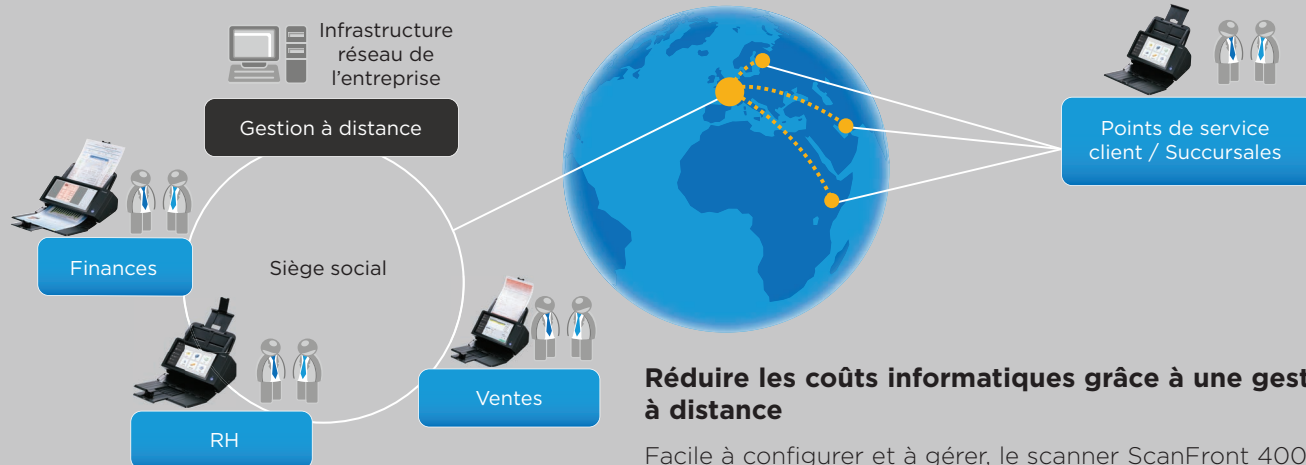 Infrastructure
réseau de
l'entreprise
Gestion à distance
Finances
Siège social
RH
Ventes
Points de service
client / Succursales
Réduire les coûts informatiques grâce à une gest
à distance
Facile à configurer et à gérer, le scanner ScanFront 400